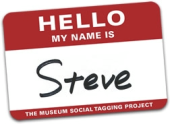 HELLO
MY NAME IS
Steve
THE MUSEUM SOCIAL TAGGING PROJECT